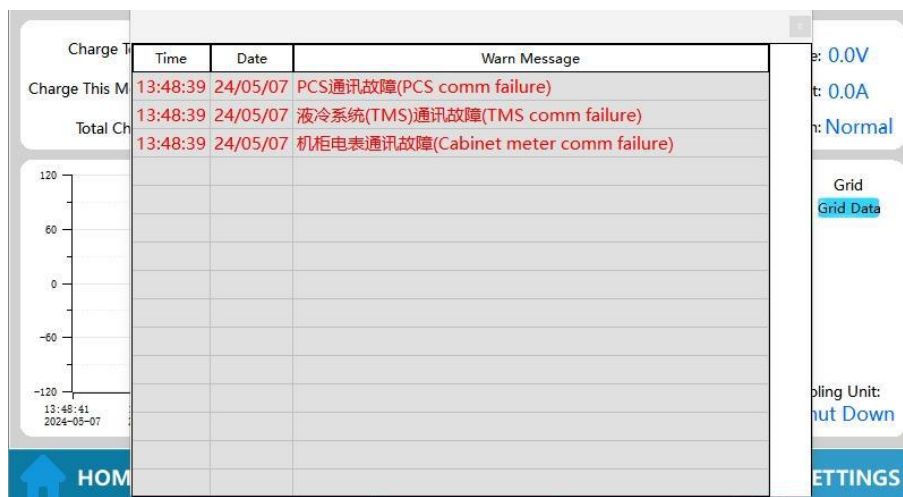 Charge T
Charge This M
Total Ch
Time Date Warn Message
13:48:39 24/05/07 PCS通讯故障(PCS comm failure)
13:48:39 24/05/07 液冷系统(TMS)通讯故障(TMS comm failure)
13:48:39 24/05/07 机柜电表通讯故障(Cabinet meter comm failure)
e: 0.0V
t: 0.0A
n: Normal
120
60
0
-60
-120
13:48:41
2024-05-07
Grid
Grid Data
oling Unit:
hut Down
HOM
ETTINGS